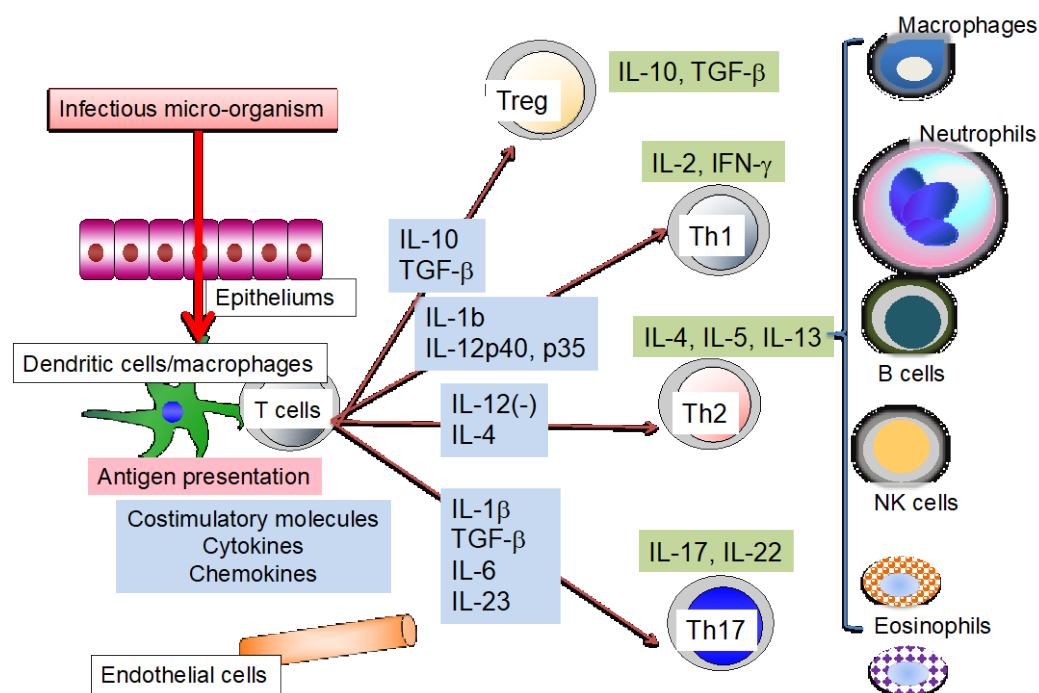 Infectious micro-organism
Epitheliums
Dendritic cells/macrophages
T cells
Antigen presentation
Costimulatory molecules
Cytokines
Chemokines
Endothelial cells
IL-10
TGF-β
IL-1b
IL-12p40, p35
IL-12(-)
IL-4
IL-1β
TGF-β
IL-6
IL-23
Treg
IL-10, TGF-β
IL-2, IFN-γ
Th1
IL-4, IL-5, IL-13
Th2
IL-17, IL-22
Th17
Macrophages
Neutrophils
B cells
NK cells
Eosinophils